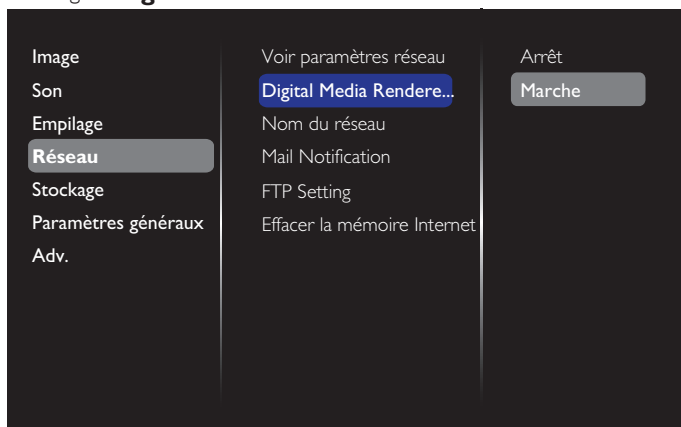 Image
Son
Empilage
Réseau
Stockage
Paramètres généraux
Adv.
Voir paramètres réseau
Digital Media Rendere...
Nom du réseau
Mail Notification
FTP Setting
Effacer la mémoire Internet
Arrêt
Marche